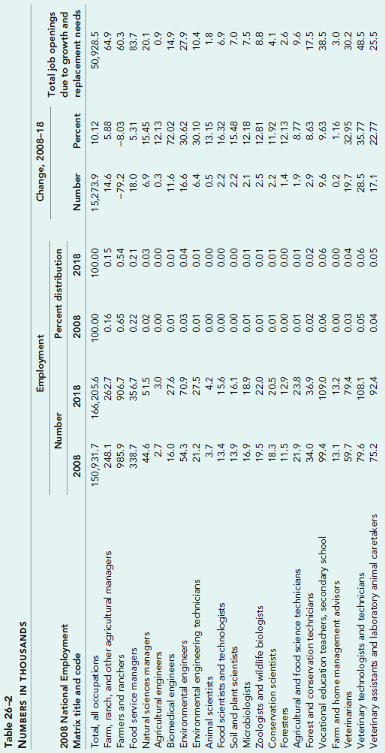 Table 26–2
NUMBERS IN THOUSANDS
Employment Change, 2008–18 Total job openings
2008 National Employment Number Percent distribution due to growth and
Matrix title and code 2008 2018 2008 2018 Number Percent replacement needs
Total, all occupations 150,931.7 166,205.6 100.00 100.00 15,273.9 10.12 50,928.5
Farm, ranch, and other agricultural managers 248.1 262.7 0.16 0.15 14.6 5.88 64.9
Farmers and ranchers 985.9 906.7 0.65 0.54 –79.2 –8.03 60.3
Food service managers 338.7 356.7 0.22 0.21 18.0 5.31 83.7
Natural sciences managers 44.6 51.5 0.02 0.03 6.9 15.45 20.1
Agricultural engineers 2.7 3.0 0.00 0.00 0.3 12.13 0.9
Biomedical engineers 16.0 27.6 0.01 0.01 11.6 72.02 14.9
Environmental engineers 54.3 70.9 0.03 0.04 16.6 30.62 27.9
Environmental engineering technicians 21.2 27.5 0.01 0.01 6.4 30.10 10.4
Animal scientists 3.7 4.2 0.00 0.00 0.5 13.15 1.8
Food scientists and technologists 13.4 15.6 0.00 0.00 2.2 16.32 6.9
Soil and plant scientists 13.9 16.1 0.00 0.00 2.2 15.48 7.0
Microbiologists 16.9 18.9 0.01 0.01 2.1 12.18 7.5
Zoologists and wildlife biologists 19.5 22.0 0.01 0.01 2.5 12.81 8.8
Conservation scientists 18.3 20.5 0.01 0.01 2.2 11.92 4.1
Foresters 11.5 12.9 0.00 0.00 1.4 12.13 2.6
Agricultural and food science technicians 21.9 23.8 0.01 0.01 1.9 8.77 9.6
Forest and conservation technicians 34.0 36.9 0.02 0.02 2.9 8.63 17.5
Vocational education teachers, secondary school 99.4 109.0 0.06 0.06 9.6 9.63 38.5
Farm and home management advisors 13.1 13.2 0.00 0.00 0.2 1.16 3.0
Veterinarians 59.7 79.4 0.03 0.04 19.7 32.95 30.2
Veterinary technologists and technicians 79.6 108.1 0.05 0.06 28.5 35.77 48.5
Veterinary assistants and laboratory animal caretakers 75.2 92.4 0.04 0.05 17.1 22.77 25.5